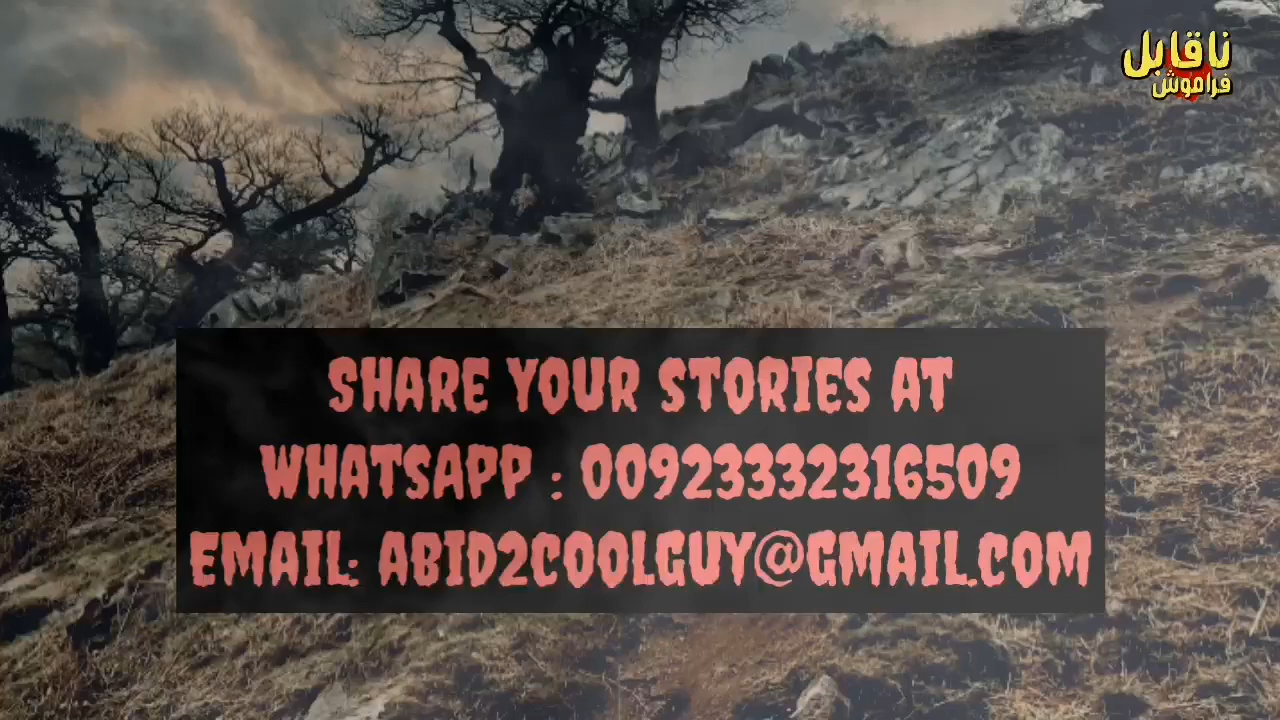 ناقابل
فراموش
SHARE YOUR STORIES AT
WHATSAPP : 00923332316509
EMAIL: ABID2COOLGUY@GMAIL.COM